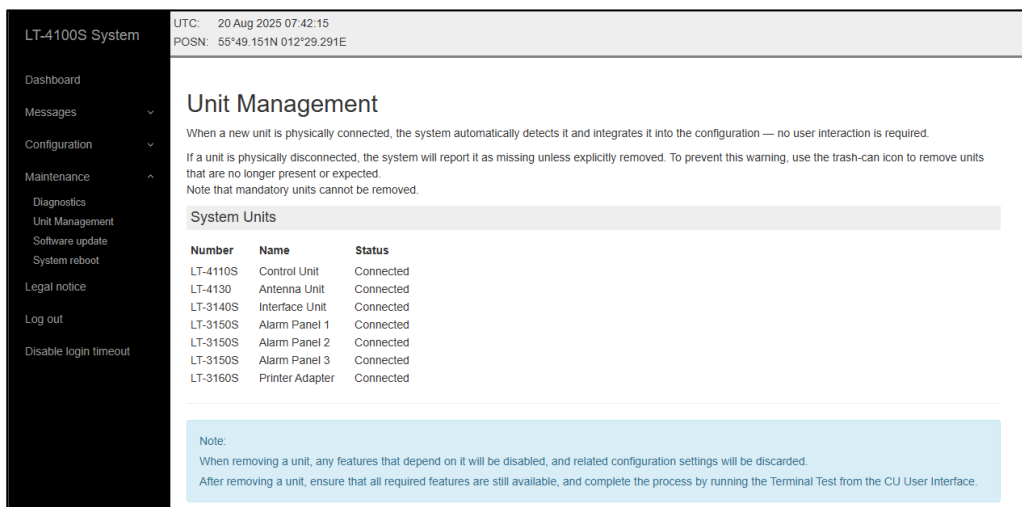 LT-4100S System
UTC: 20 Aug 2025 07:42:15
POSN: 55°49.151N 012°29.291E
Dashboard
Messages
Configuration
Maintenance
Diagnostics
Unit Management
Software update
System reboot
Legal notice
Log out
Disable login timeout
Unit Management
When a new unit is physically connected, the system automatically detects it and integrates it into the configuration — no user interaction is required.
If a unit is physically disconnected, the system will report it as missing unless explicitly removed. To prevent this warning, use the trash-can icon to remove units
that are no longer present or expected.
Note that mandatory units cannot be removed.
System Units
Number Name Status
LT-4110S Control Unit Connected
LT-4130 Antenna Unit Connected
LT-3140S Interface Unit Connected
LT-3150S Alarm Panel 1 Connected
LT-3150S Alarm Panel 2 Connected
LT-3150S Alarm Panel 3 Connected
LT-3160S Printer Adapter Connected
Note:
When removing a unit, any features that depend on it will be disabled, and related configuration settings will be discarded.
After removing a unit, ensure that all required features are still available, and complete the process by running the Terminal Test from the CU User Interface.